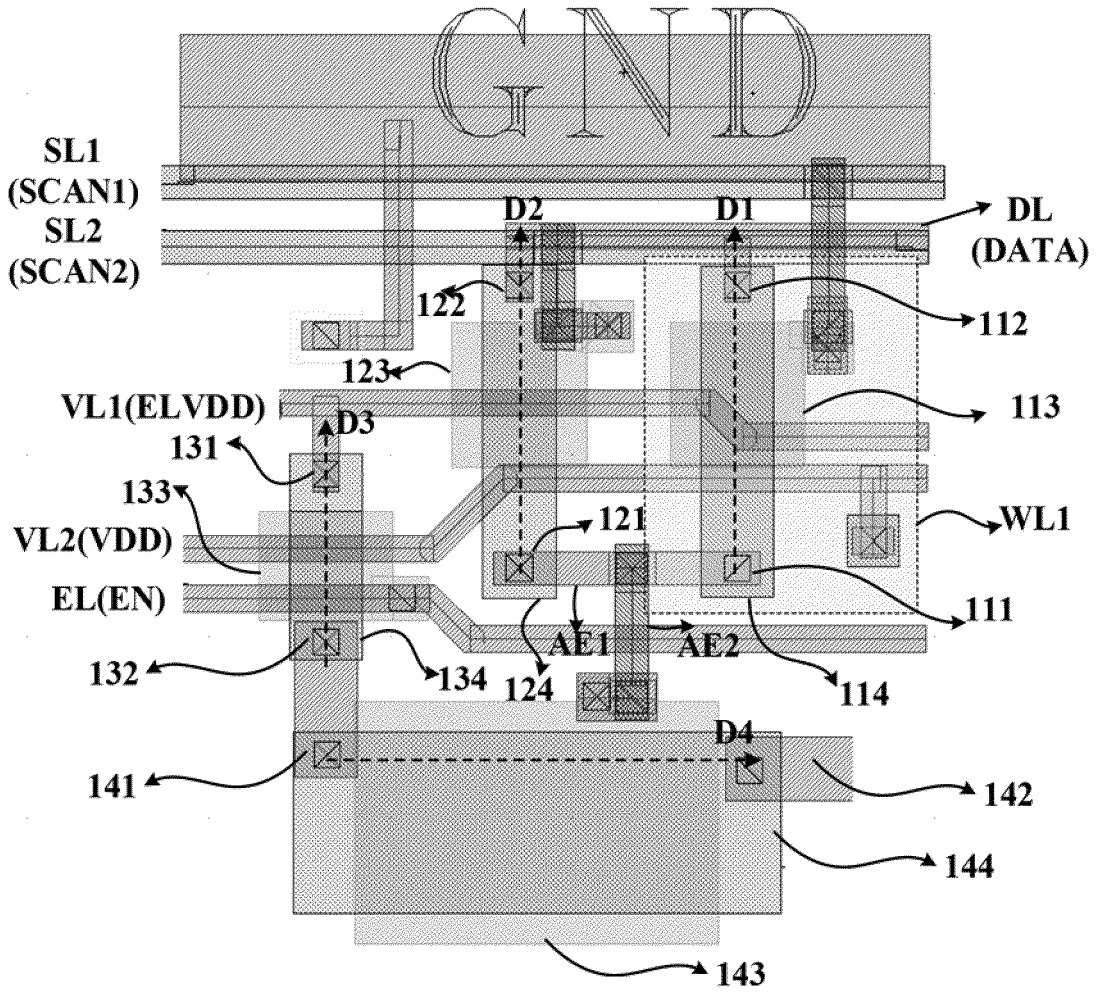 GND
SL1
(SCAN1)
SL2
(SCAN2)
D2
D1
DL
(DATA)
122
112
123
VL1(ELVDD)
D3
113
131
133
VL2(VDD)
121
WL1
EL(EN)
111
AE1
AE2
132
134
124
114
D4
141
142
144
143